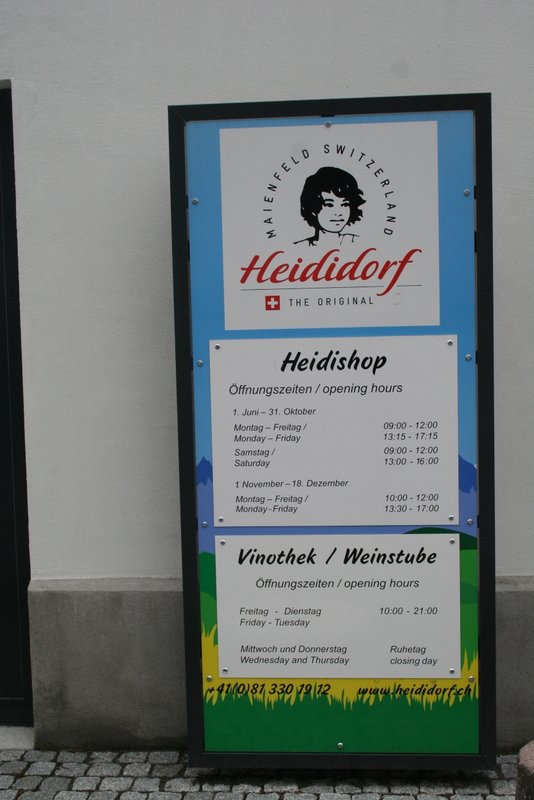 MAIENFELD SWITZERLAND
Heididorf
THE ORIGINAL
Heidishop
Öffnungszeiten / opening hours
1. Juni – 31. Oktober
Montag – Freitag / 09:00 - 12:00
Monday – Friday 13:15 - 17:15
Samstag / 09:00 - 12:00
Saturday 13:00 - 16:00
1 November – 18. Dezember
Montag – Freitag / 10:00 - 12:00
Monday - Friday 13:30 - 17:00
Vinothek / Weinstube
Öffnungszeiten / opening hours
Freitag - Dienstag 10:00 - 21:00
Friday - Tuesday
Mittwoch und Donnerstag Ruhetag
Wednesday and Thursday closing day
+41(0)81 330 19 12 www.heididorf.ch